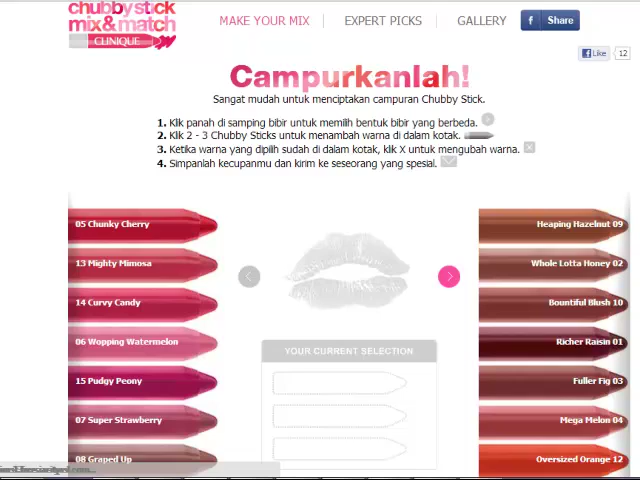 chubby stick
mix & match
CLINIQUE
MAKE YOUR MIX
EXPERT PICKS
GALLERY
Share
Like
12
Campurkanlah!
Sangat mudah untuk menciptakan campuran Chubby Stick.
1. Klik panah di samping bibir untuk memilih bentuk bibir yang berbeda.
2. Klik 2 - 3 Chubby Sticks untuk menambah warna di dalam kotak.
3. Ketika warna yang dipilih sudah di dalam kotak, klik X untuk mengubah warna.
4. Simpanlah kecupanmu dan kirim ke seseorang yang spesial.
05 Chunky Cherry
13 Mighty Mimosa
14 Curvy Candy
06 Wopping Watermelon
15 Pudgy Peony
07 Super Strawberry
08 Graped Up
YOUR CURRENT SELECTION
Heaping Hazelnut 09
Whole Lotta Honey 02
Bountiful Blush 10
Richer Raisin 01
Fuller Fig 03
Mega Melon 04
Oversized Orange 12